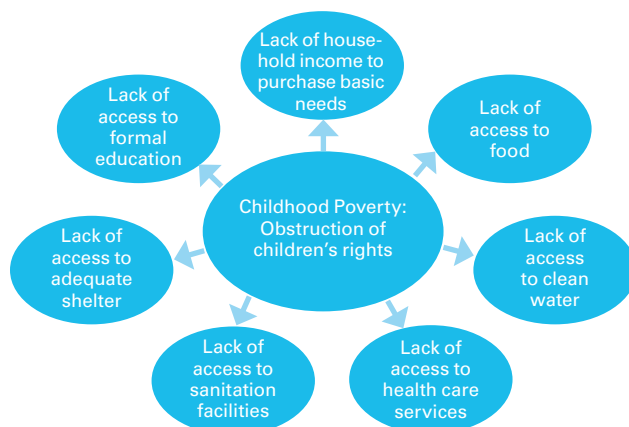 Lack of house-
hold income to
purchase basic
needs
Lack of
access to
food
Lack of
access
to clean
water
Lack of
access to
health care
services
Lack of
access to
sanitation
facilities
Lack of
access to
adequate
shelter
Lack of
access to
formal
education
Childhood Poverty:
Obstruction of
children's rights